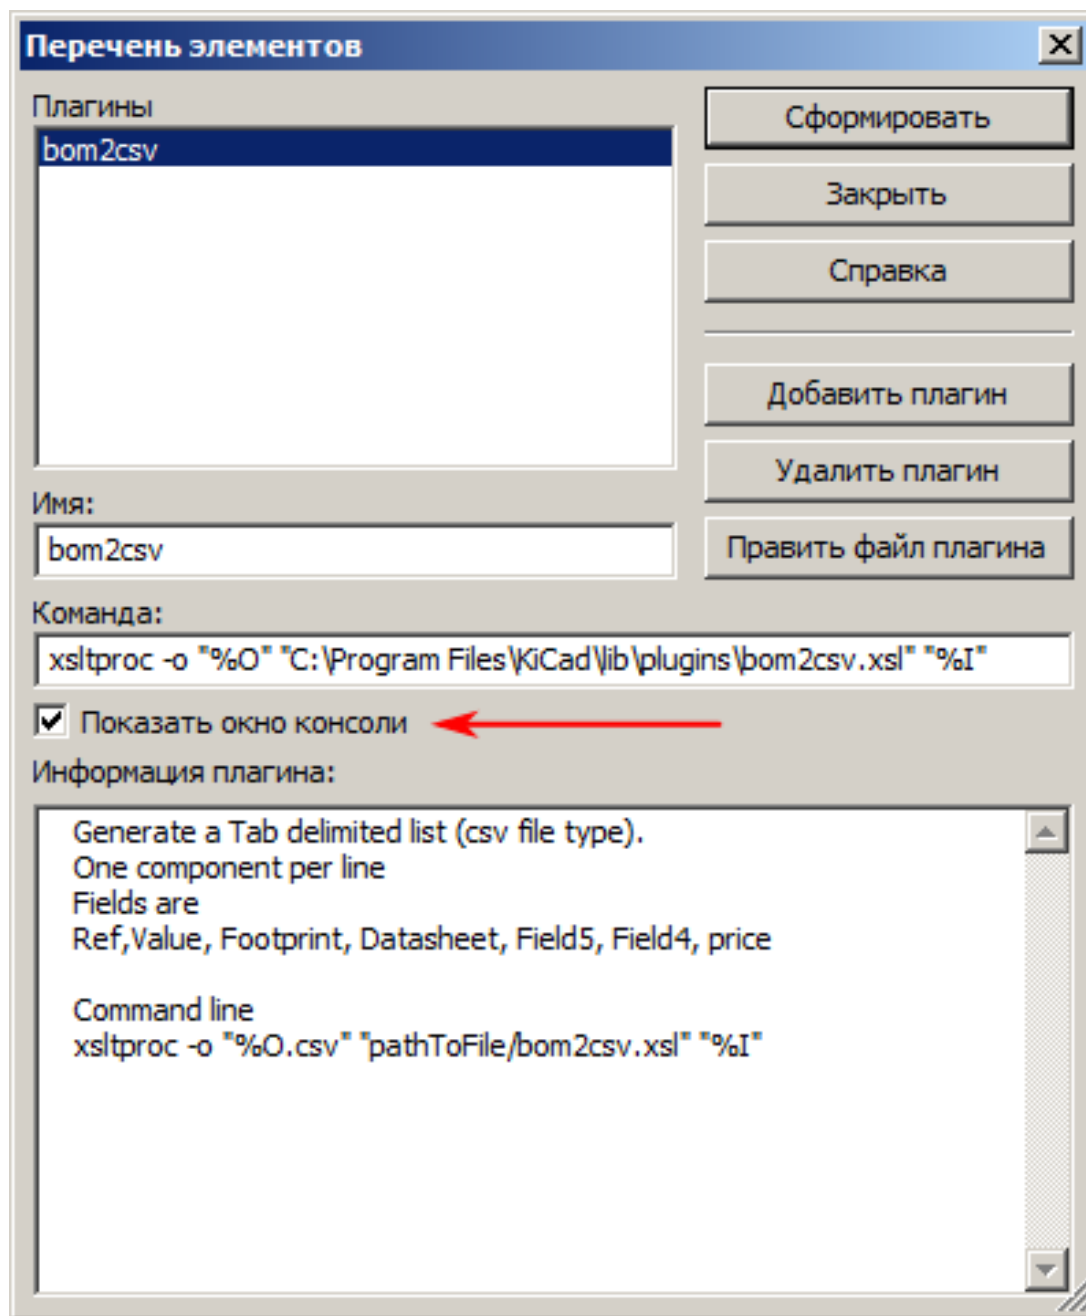 Перечень элементов
Плагины
bom2csv
Сформировать
Закрыть
Справка
Добавить плагин
Удалить плагин
Править файл плагина
Имя:
bom2csv
Команда:
xsltproc -o "%O" "C:\Program Files\KiCad\lib\plugins\bom2csv.xsl" "%I"
Показать окно консоли
Информация плагина:
Generate a Tab delimited list (csv file type).
One component per line
Fields are
Ref,Value, Footprint, Datasheet, Field5, Field4, price
Command line
xsltproc -o "%O.csv" "pathToFile/bom2csv.xsl" "%I"